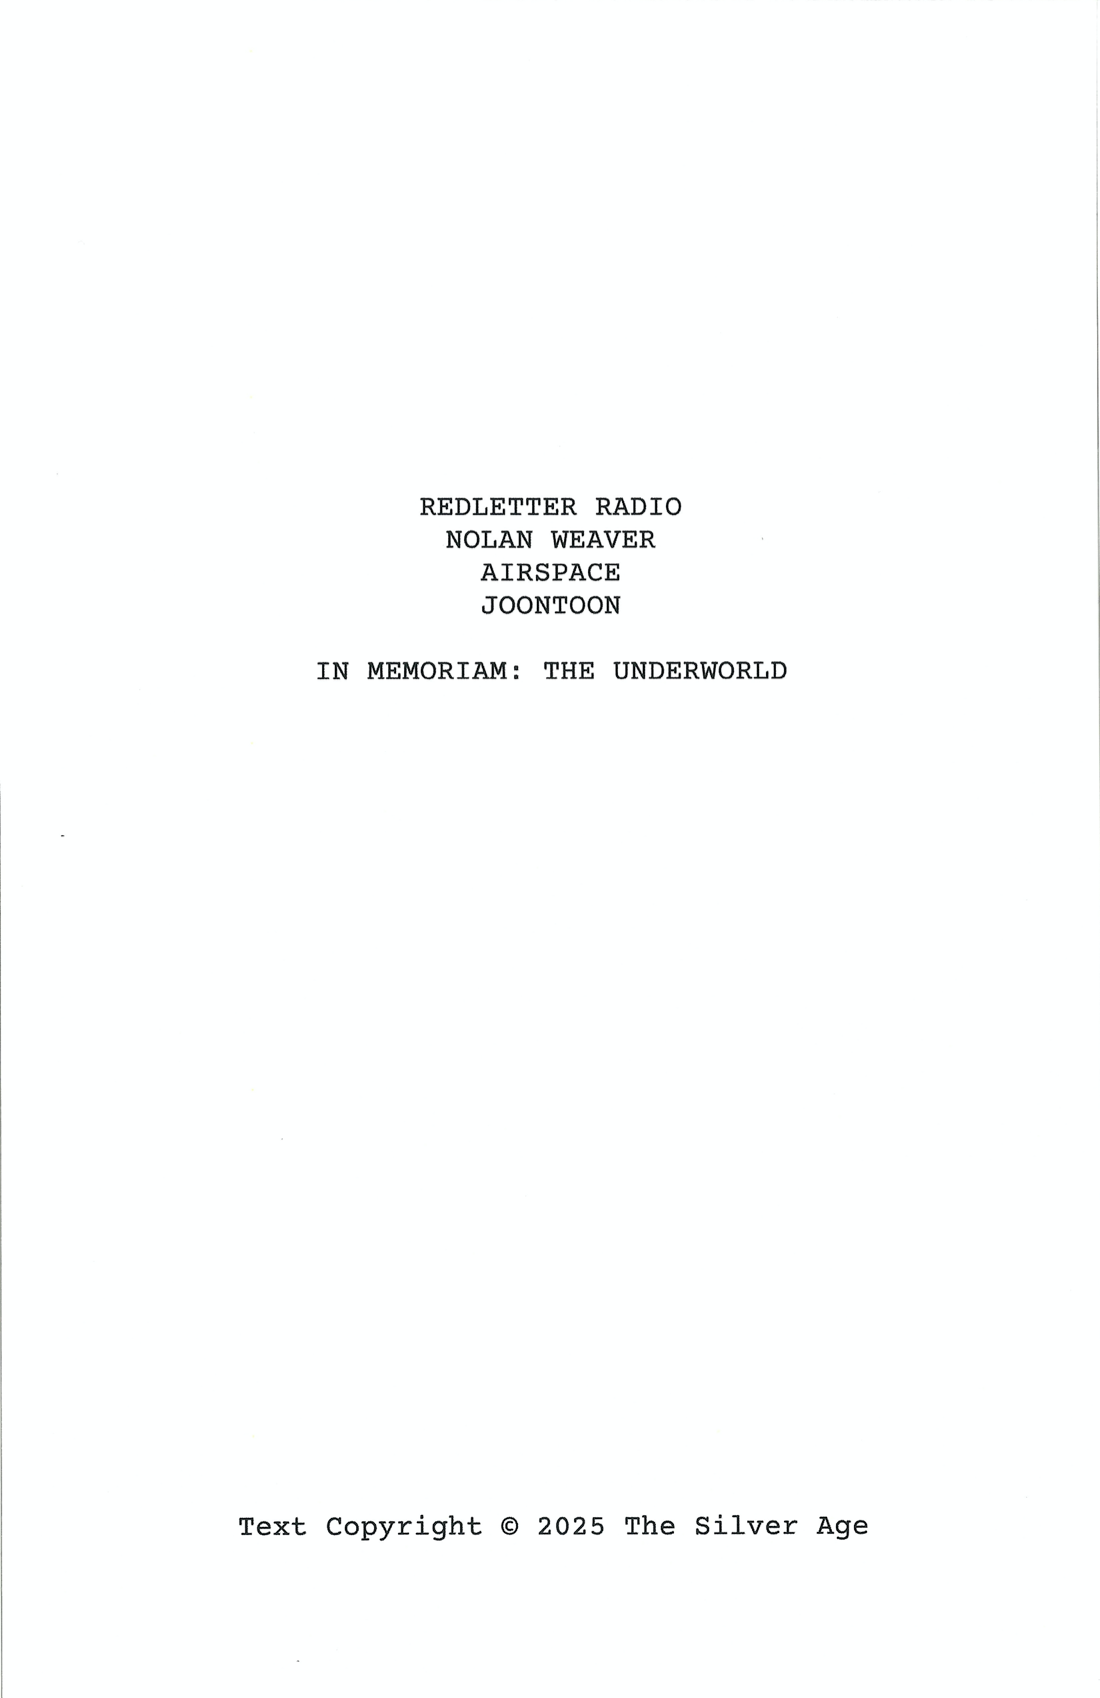 REDLETTER RADIO
NOLAN WEAVER
AIRSPACE
JOONTOON
IN MEMORIAM: THE UNDERWORLD
Text Copyright © 2025 The Silver Age